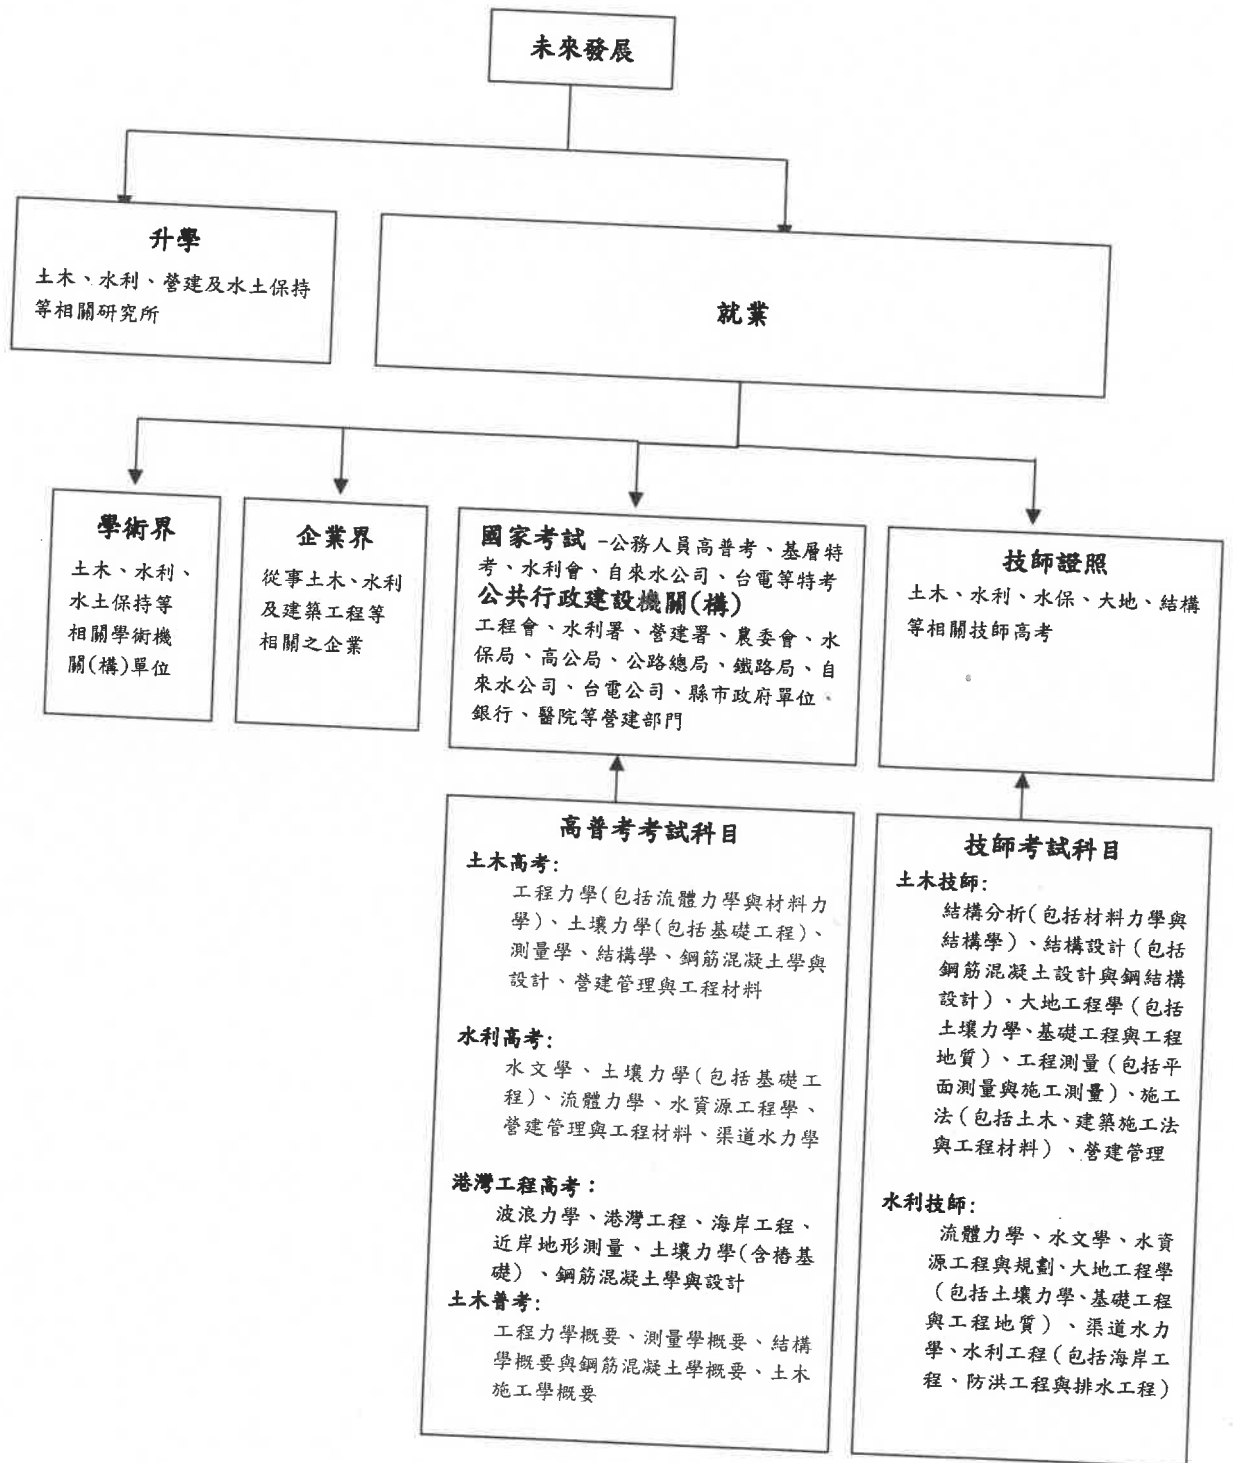 未來發展
升學
土木、水利、營建及水土保持
等相關研究所
就業
學術界
土木、水利、
水土保持等
相關學術機
關(構)單位
企業界
從事土木、水利
及建築工程等
相關之企業
國家考試 -公務人員高普考、基層特
考、水利會、自來水公司、台電等特考
公共行政建設機關(構)
工程會、水利署、營建署、農委會、水
保局、高公局、公路總局、鐵路局、自
來水公司、台電公司、縣市政府單位、
銀行、醫院等營建部門
技師證照
土木、水利、水保、大地、結構
等相關技師高考
高普考考試科目
土木高考:
工程力學(包括流體力學與材料力
學)、土壤力學(包括基礎工程)、
測量學、結構學、鋼筋混凝土學與
設計、營建管理與工程材料
水利高考:
水文學、土壤力學(包括基礎工
程)、流體力學、水資源工程學、
營建管理與工程材料、渠道水力學
港灣工程高考：
波浪力學、港灣工程、海岸工程、
近岸地形測量、土壤力學(含樁基
礎)、鋼筋混凝土學與設計
土木普考:
工程力學概要、測量學概要、結構
學概要與鋼筋混凝土學概要、土木
施工學概要
技師考試科目
土木技師:
結構分析(包括材料力學與
結構學)、結構設計(包括
鋼筋混凝土設計與鋼結構
設計)、大地工程學(包括
土壤力學、基礎工程與工程
地質)、工程測量(包括平
面測量與施工測量)、施工
法(包括土木、建築施工法
與工程材料)、營建管理
水利技師:
流體力學、水文學、水資
源工程與規劃、大地工程學
(包括土壤力學、基礎工程
與工程地質)、渠道水力
學、水利工程(包括海岸工
程、防洪工程與排水工程)